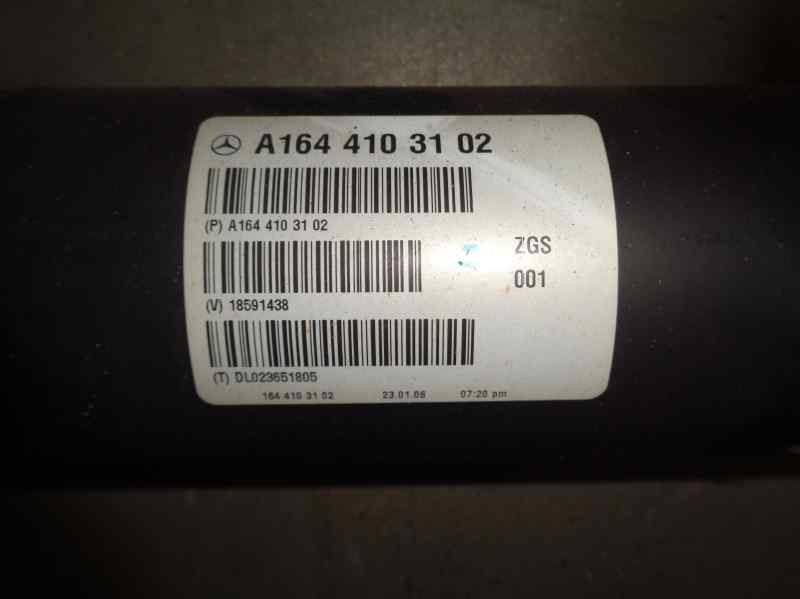 A164 410 31 02
(P) A164 410 31 02
ZGS
001
(V) 18591438
(T) DL023651805
164 410 31 02 23.01.06 07:20 pm